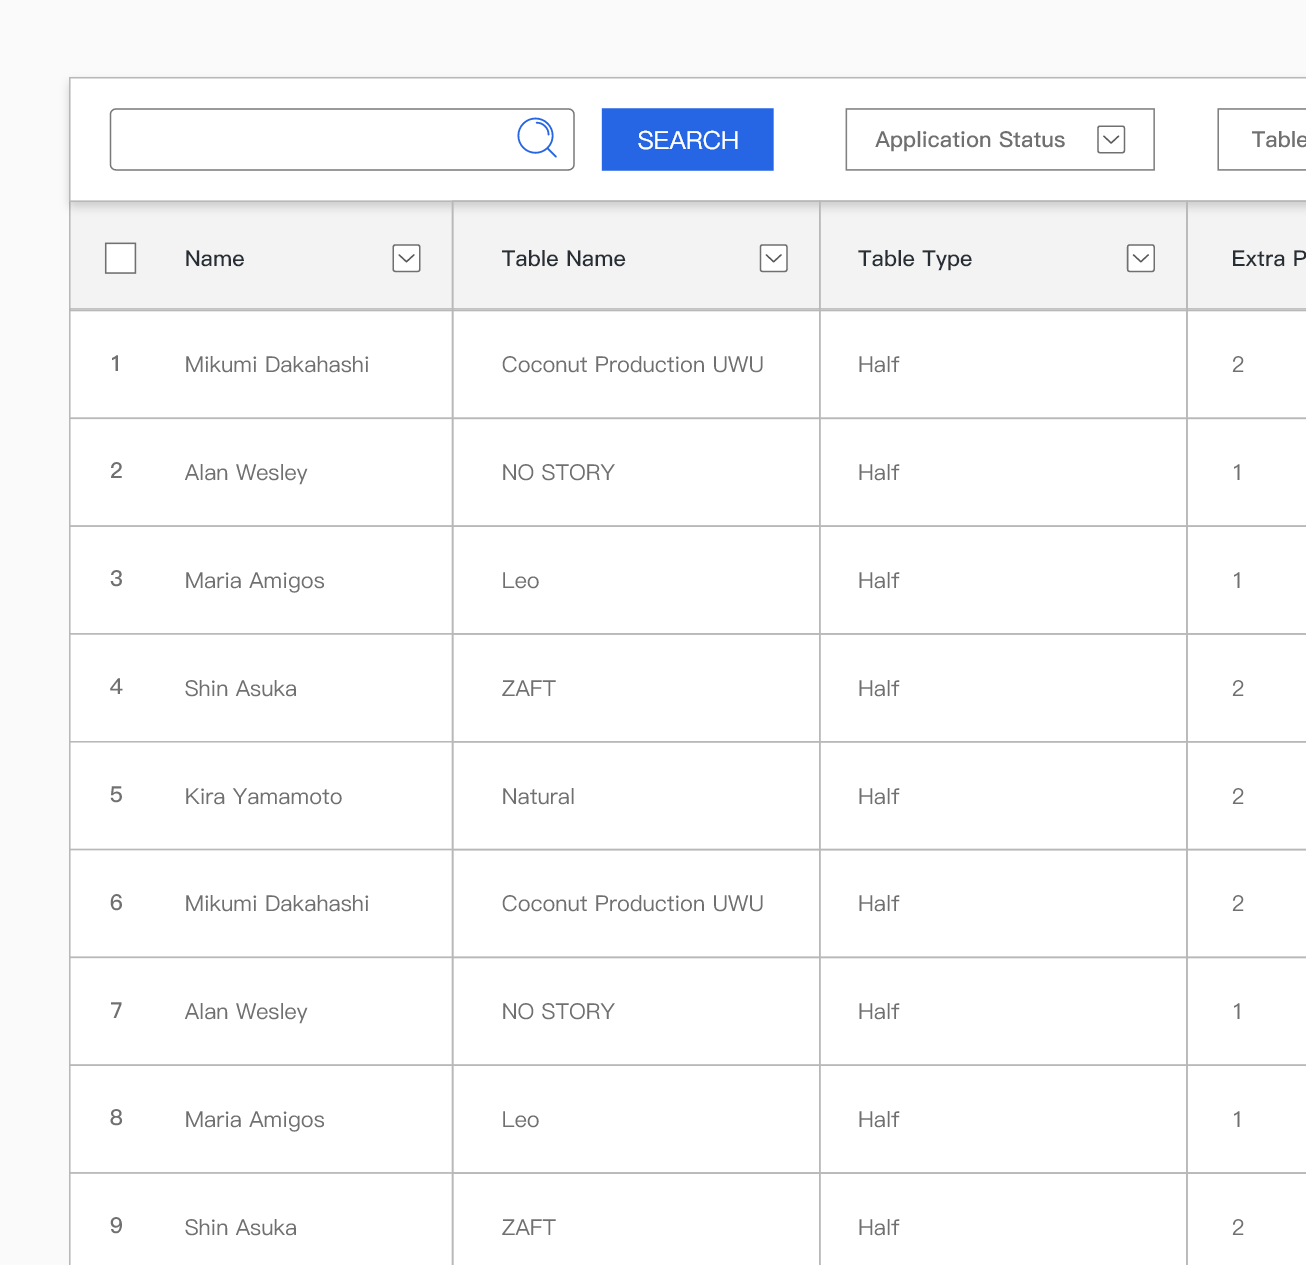 SEARCH
Application Status
Table
Name
Table Name
Table Type
Extra P
1 Mikumi Dakahashi Coconut Production UWU Half 2
2 Alan Wesley NO STORY Half 1
3 Maria Amigos Leo Half 1
4 Shin Asuka ZAFT Half 2
5 Kira Yamamoto Natural Half 2
6 Mikumi Dakahashi Coconut Production UWU Half 2
7 Alan Wesley NO STORY Half 1
8 Maria Amigos Leo Half 1
9 Shin Asuka ZAFT Half 2